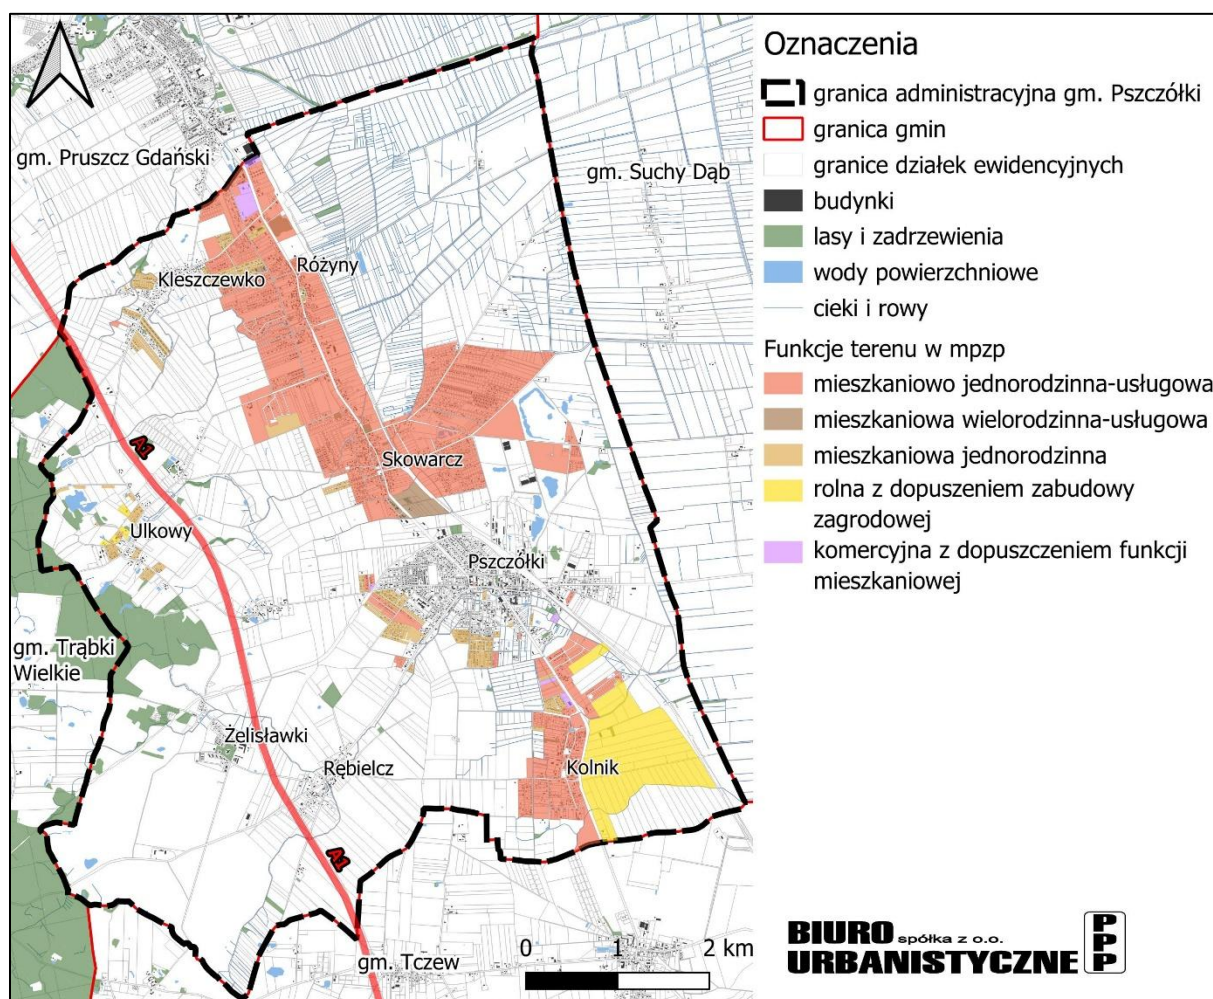 gm. Pruszcz Gdański
gm. Suchy Dąb
Różyny
Kleszczewko
A1
Skowarcz
Ulkowy
Pszczółki
gm. Trąbki
Wielkie
Żelisławki
Rębielcz
Kolnik
A1
gm. Tczew
0 1 2 km
Oznaczenia
granica administracyjna gm. Pszczółki
granica gmin
granice działek ewidencyjnych
budynki
lasy i zadrzewienia
wody powierzchniowe
cieki i rowy
Funkcje terenu w mpzp
mieszkaniowo jednorodzinna-usługowa
mieszkaniowa wielorodzinna-usługowa
mieszkaniowa jednorodzinna
rolna z dopuszeniem zabudowy
zagrodowej
komercyjna z dopuszczeniem funkcji
mieszkaniowej
BIURO spółka z o.o.
URBANISTYCZNE
PPP